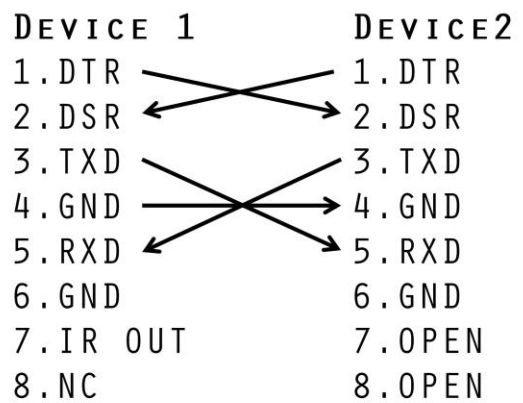 DEVICE 1 DEVICE2
1.DTR 1.DTR
2.DSR 2.DSR
3.TXD 3.TXD
4.GND 4.GND
5.RXD 5.RXD
6.GND 6.GND
7.IR OUT 7.OPEN
8.NC 8.OPEN